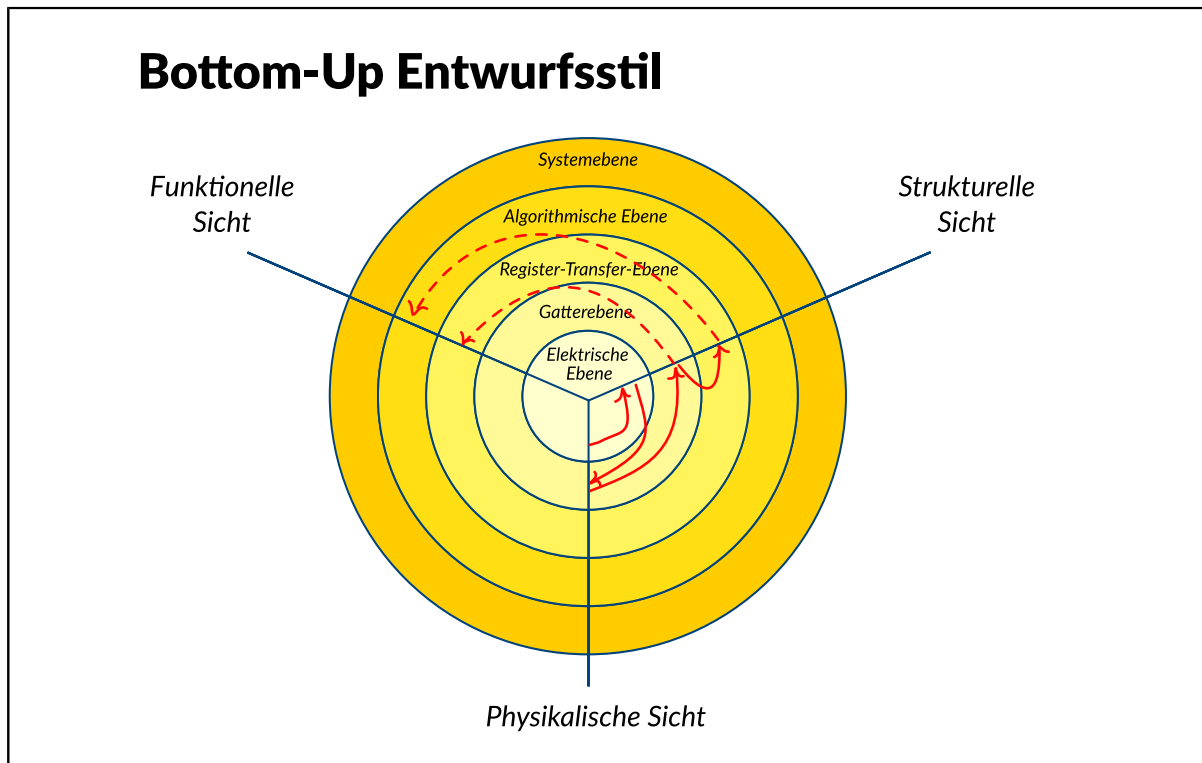 Bottom-Up Entwurfsstil
Systemebene
Funktionelle
Sicht
Strukturelle
Sicht
Algorithmische Ebene
Register-Transfer-Ebene
Gatterebene
Elektrische
Ebene
Physikalische Sicht